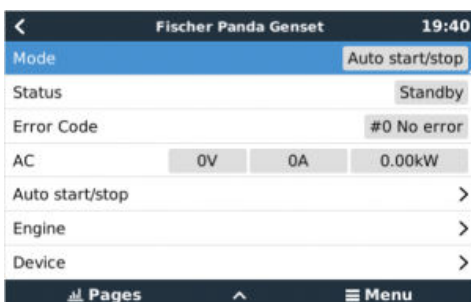 Fischer Panda Genset 19:40
Mode Auto start/stop
Status Standby
Error Code #0 No error
AC 0V 0A 0.00kW
Auto start/stop
Engine
Device
Pages Menu